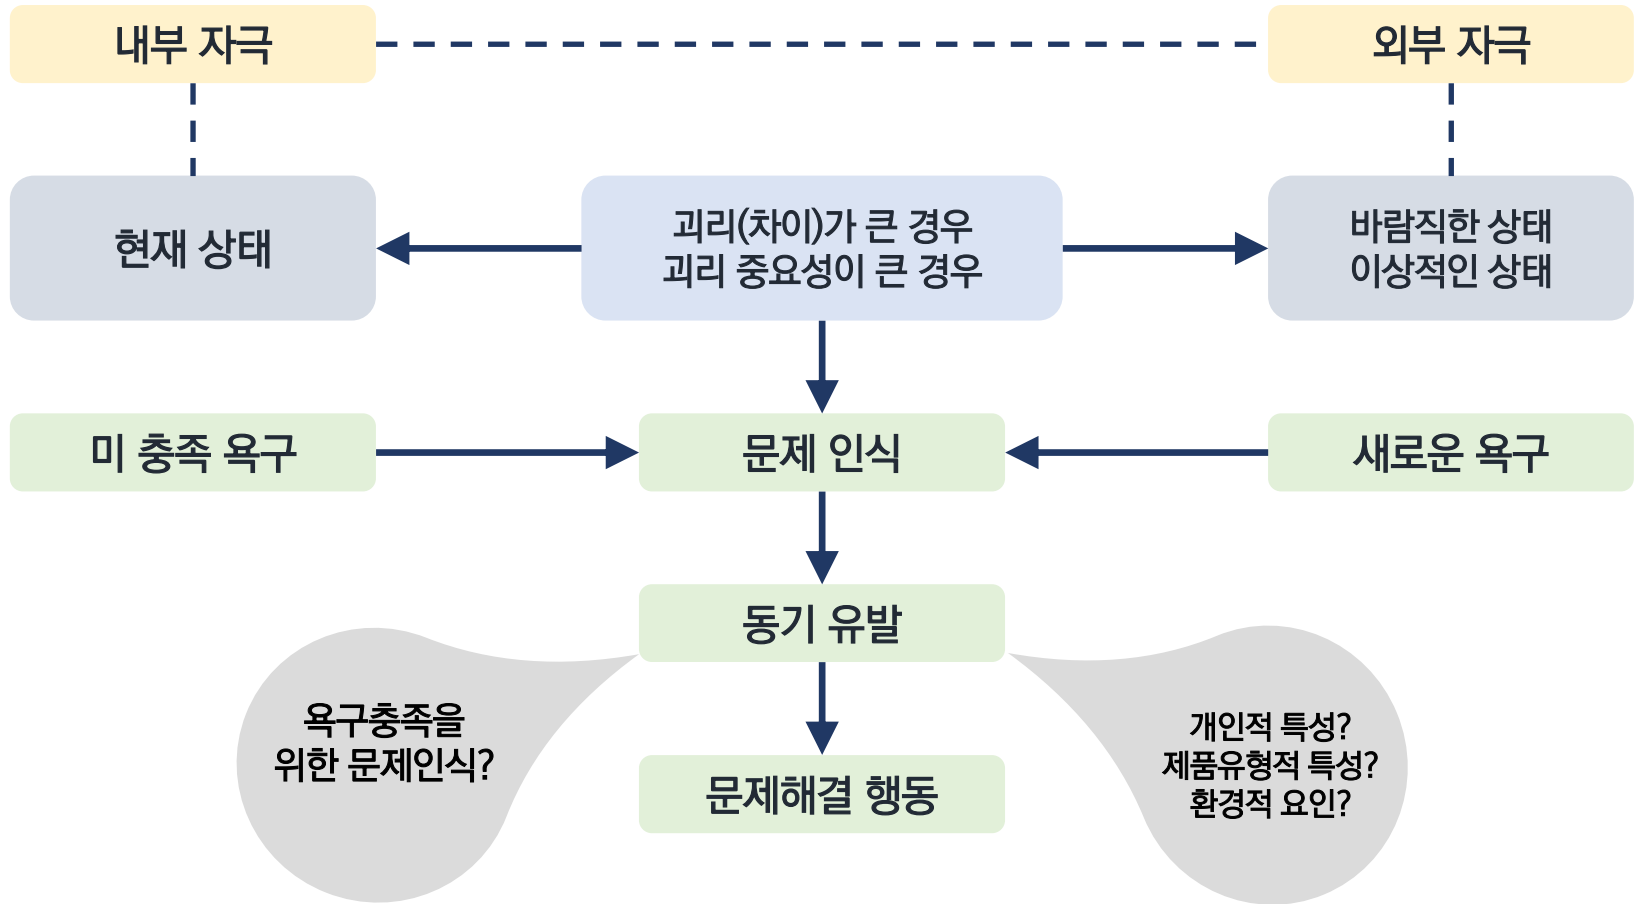 내부 자극
외부 자극
현재 상태
괴리(차이)가 큰 경우
괴리 중요성이 큰 경우
바람직한 상태
이상적인 상태
미 충족 욕구
문제 인식
새로운 욕구
동기 유발
욕구충족을
위한 문제인식?
개인적 특성?
제품유형적 특성?
환경적 요인?
문제해결 행동